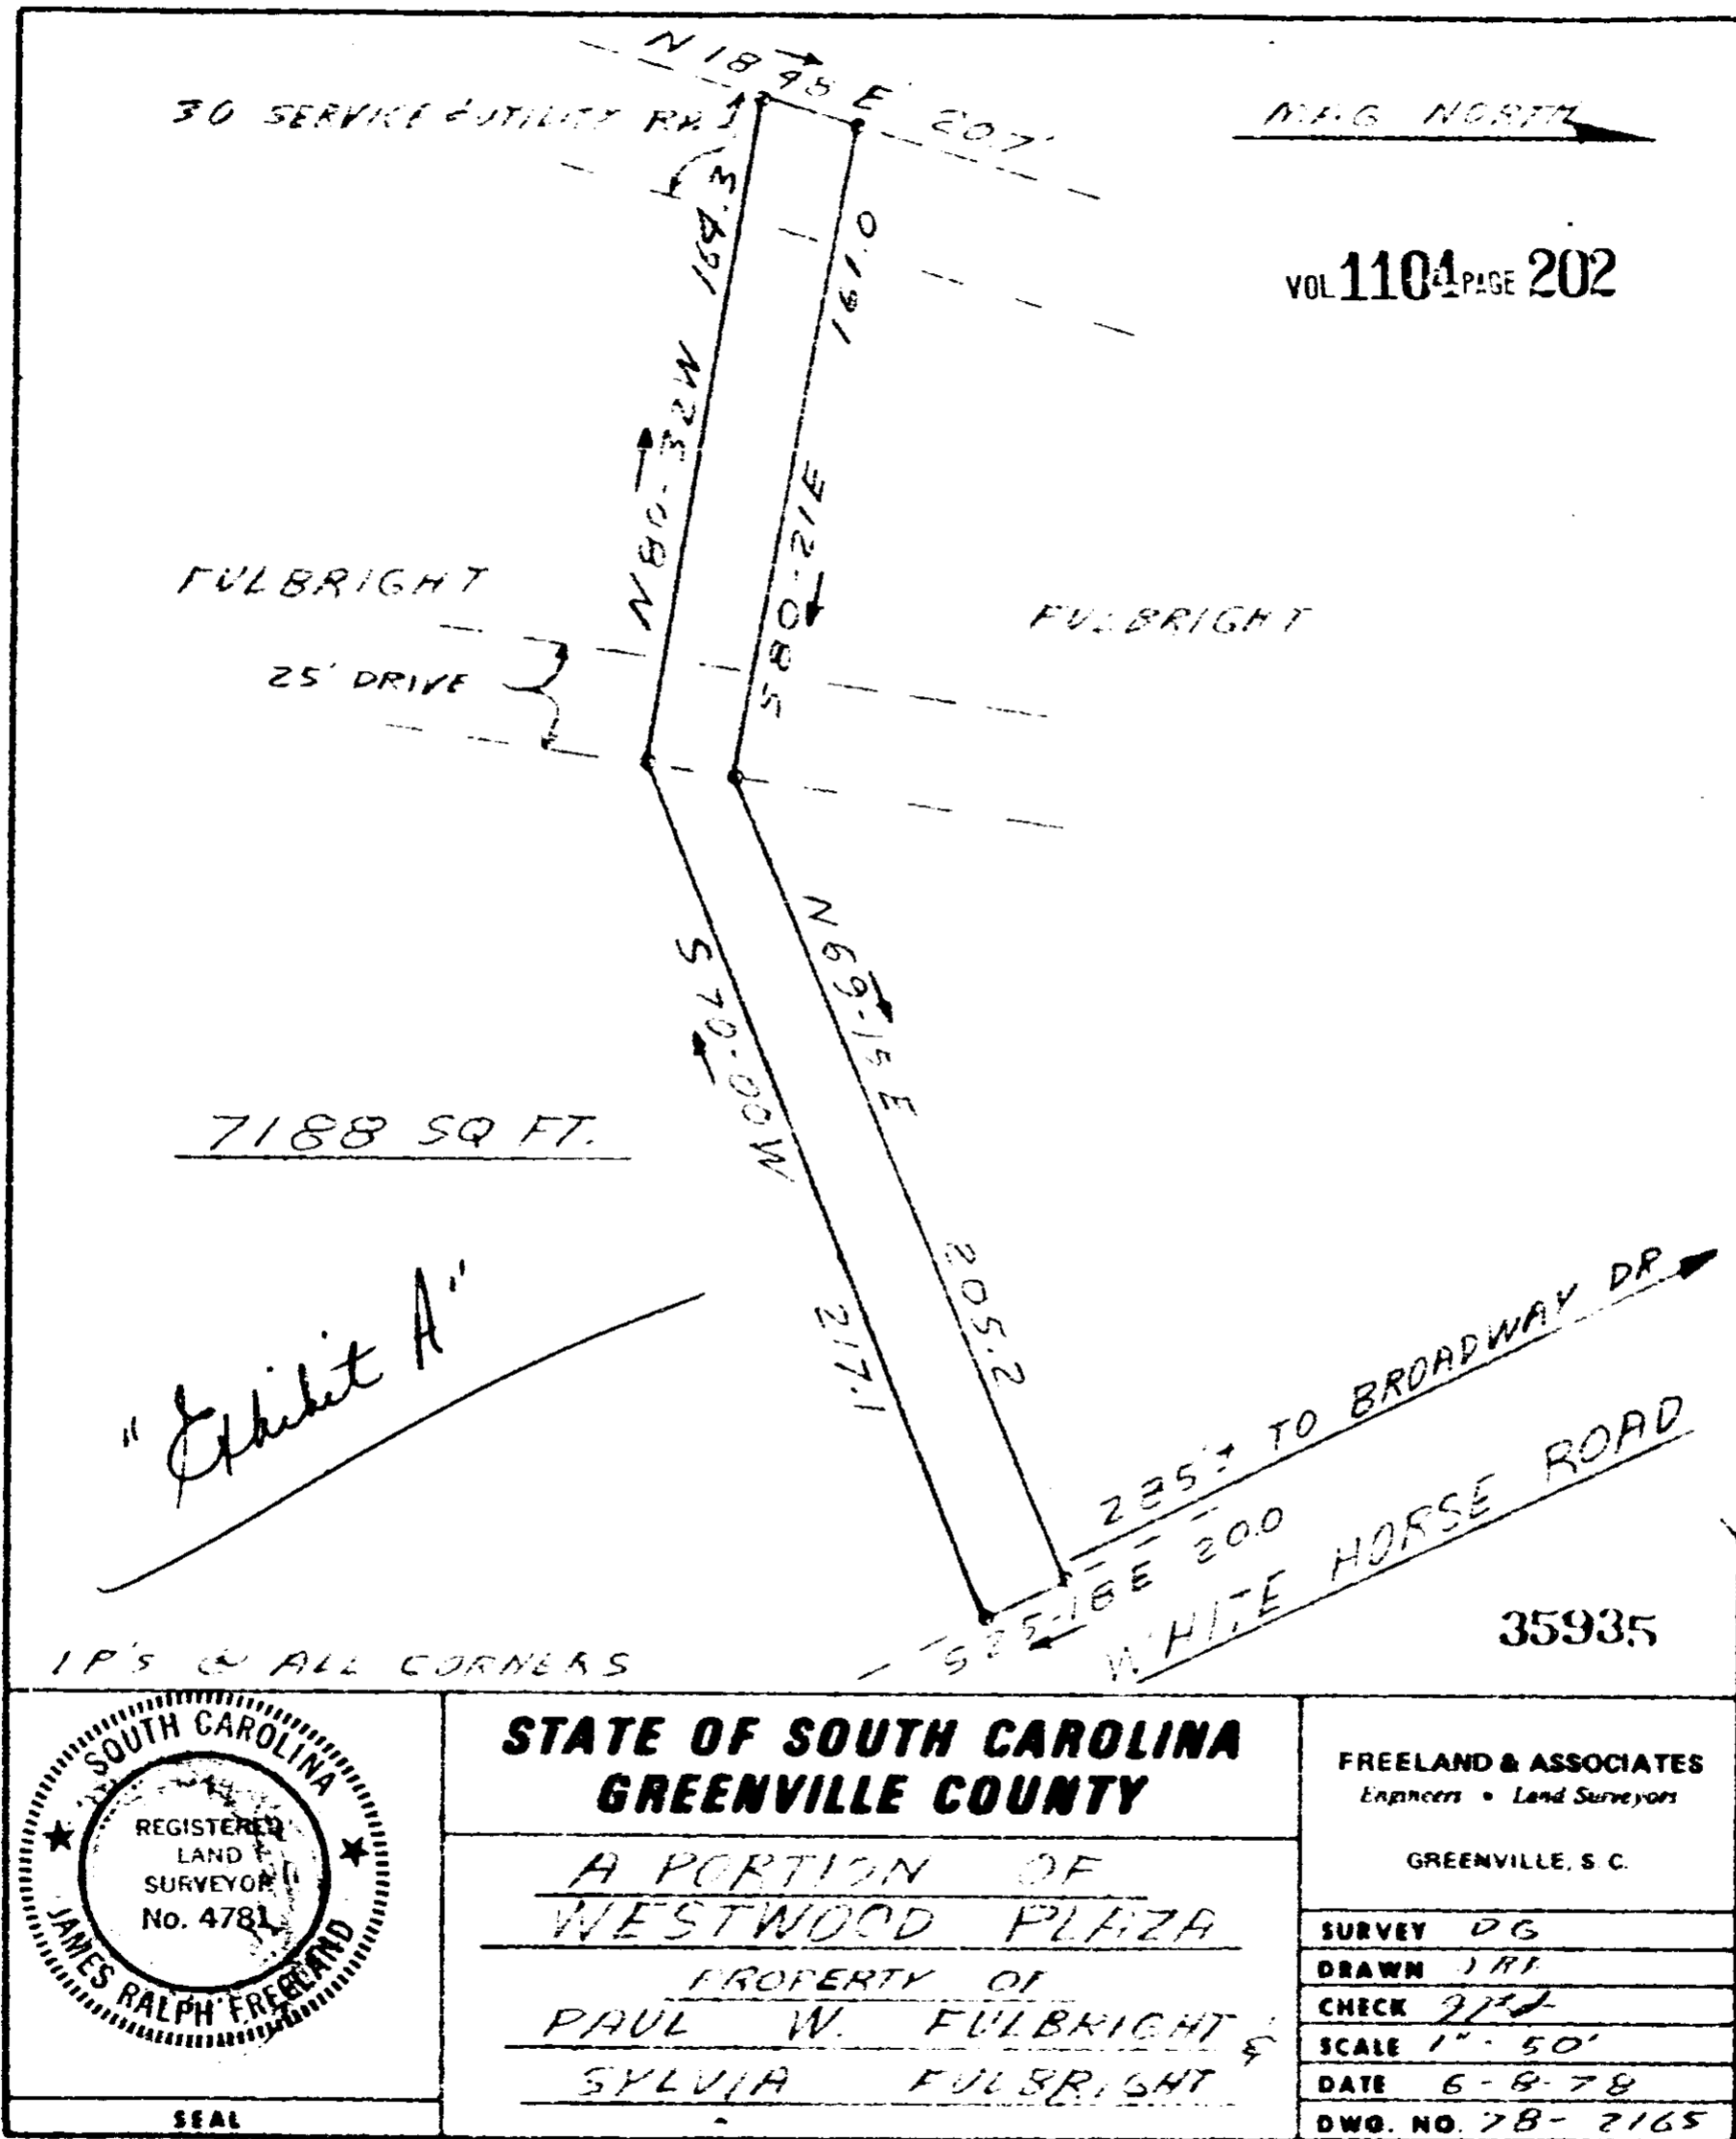 N 18 48 E 20.7'
30 SERVICE & UTILITY
MAG NORTH
164.3
161.0
VOL 1104 PAGE 202
N 80-32 W
S 80-21 E
FULBRIGHT
FULBRIGHT
25' DRIVE
N 69-15 E
S 70-00 W
7188 SQ FT.
205.2
217.1
"Exhibit A"
285'± TO BROADWAY DR
S 25-18 E 20.0
WHITE HORSE ROAD
35935
IP'S @ ALL CORNERS
SOUTH CAROLINA
REGISTERED
LAND
SURVEYOR
No. 4781
JAMES RALPH FREELAND
SEAL
STATE OF SOUTH CAROLINA
GREENVILLE COUNTY
A PORTION OF
WESTWOOD PLAZA
PROPERTY OF
PAUL W. FULBRIGHT &
SYLVIA FULBRIGHT
FREELAND & ASSOCIATES
Engineers • Land Surveyors
GREENVILLE, S. C.
SURVEY DG
DRAWN
CHECK
SCALE 1" - 50'
DATE 6-8-78
DWG. NO. 78-2165